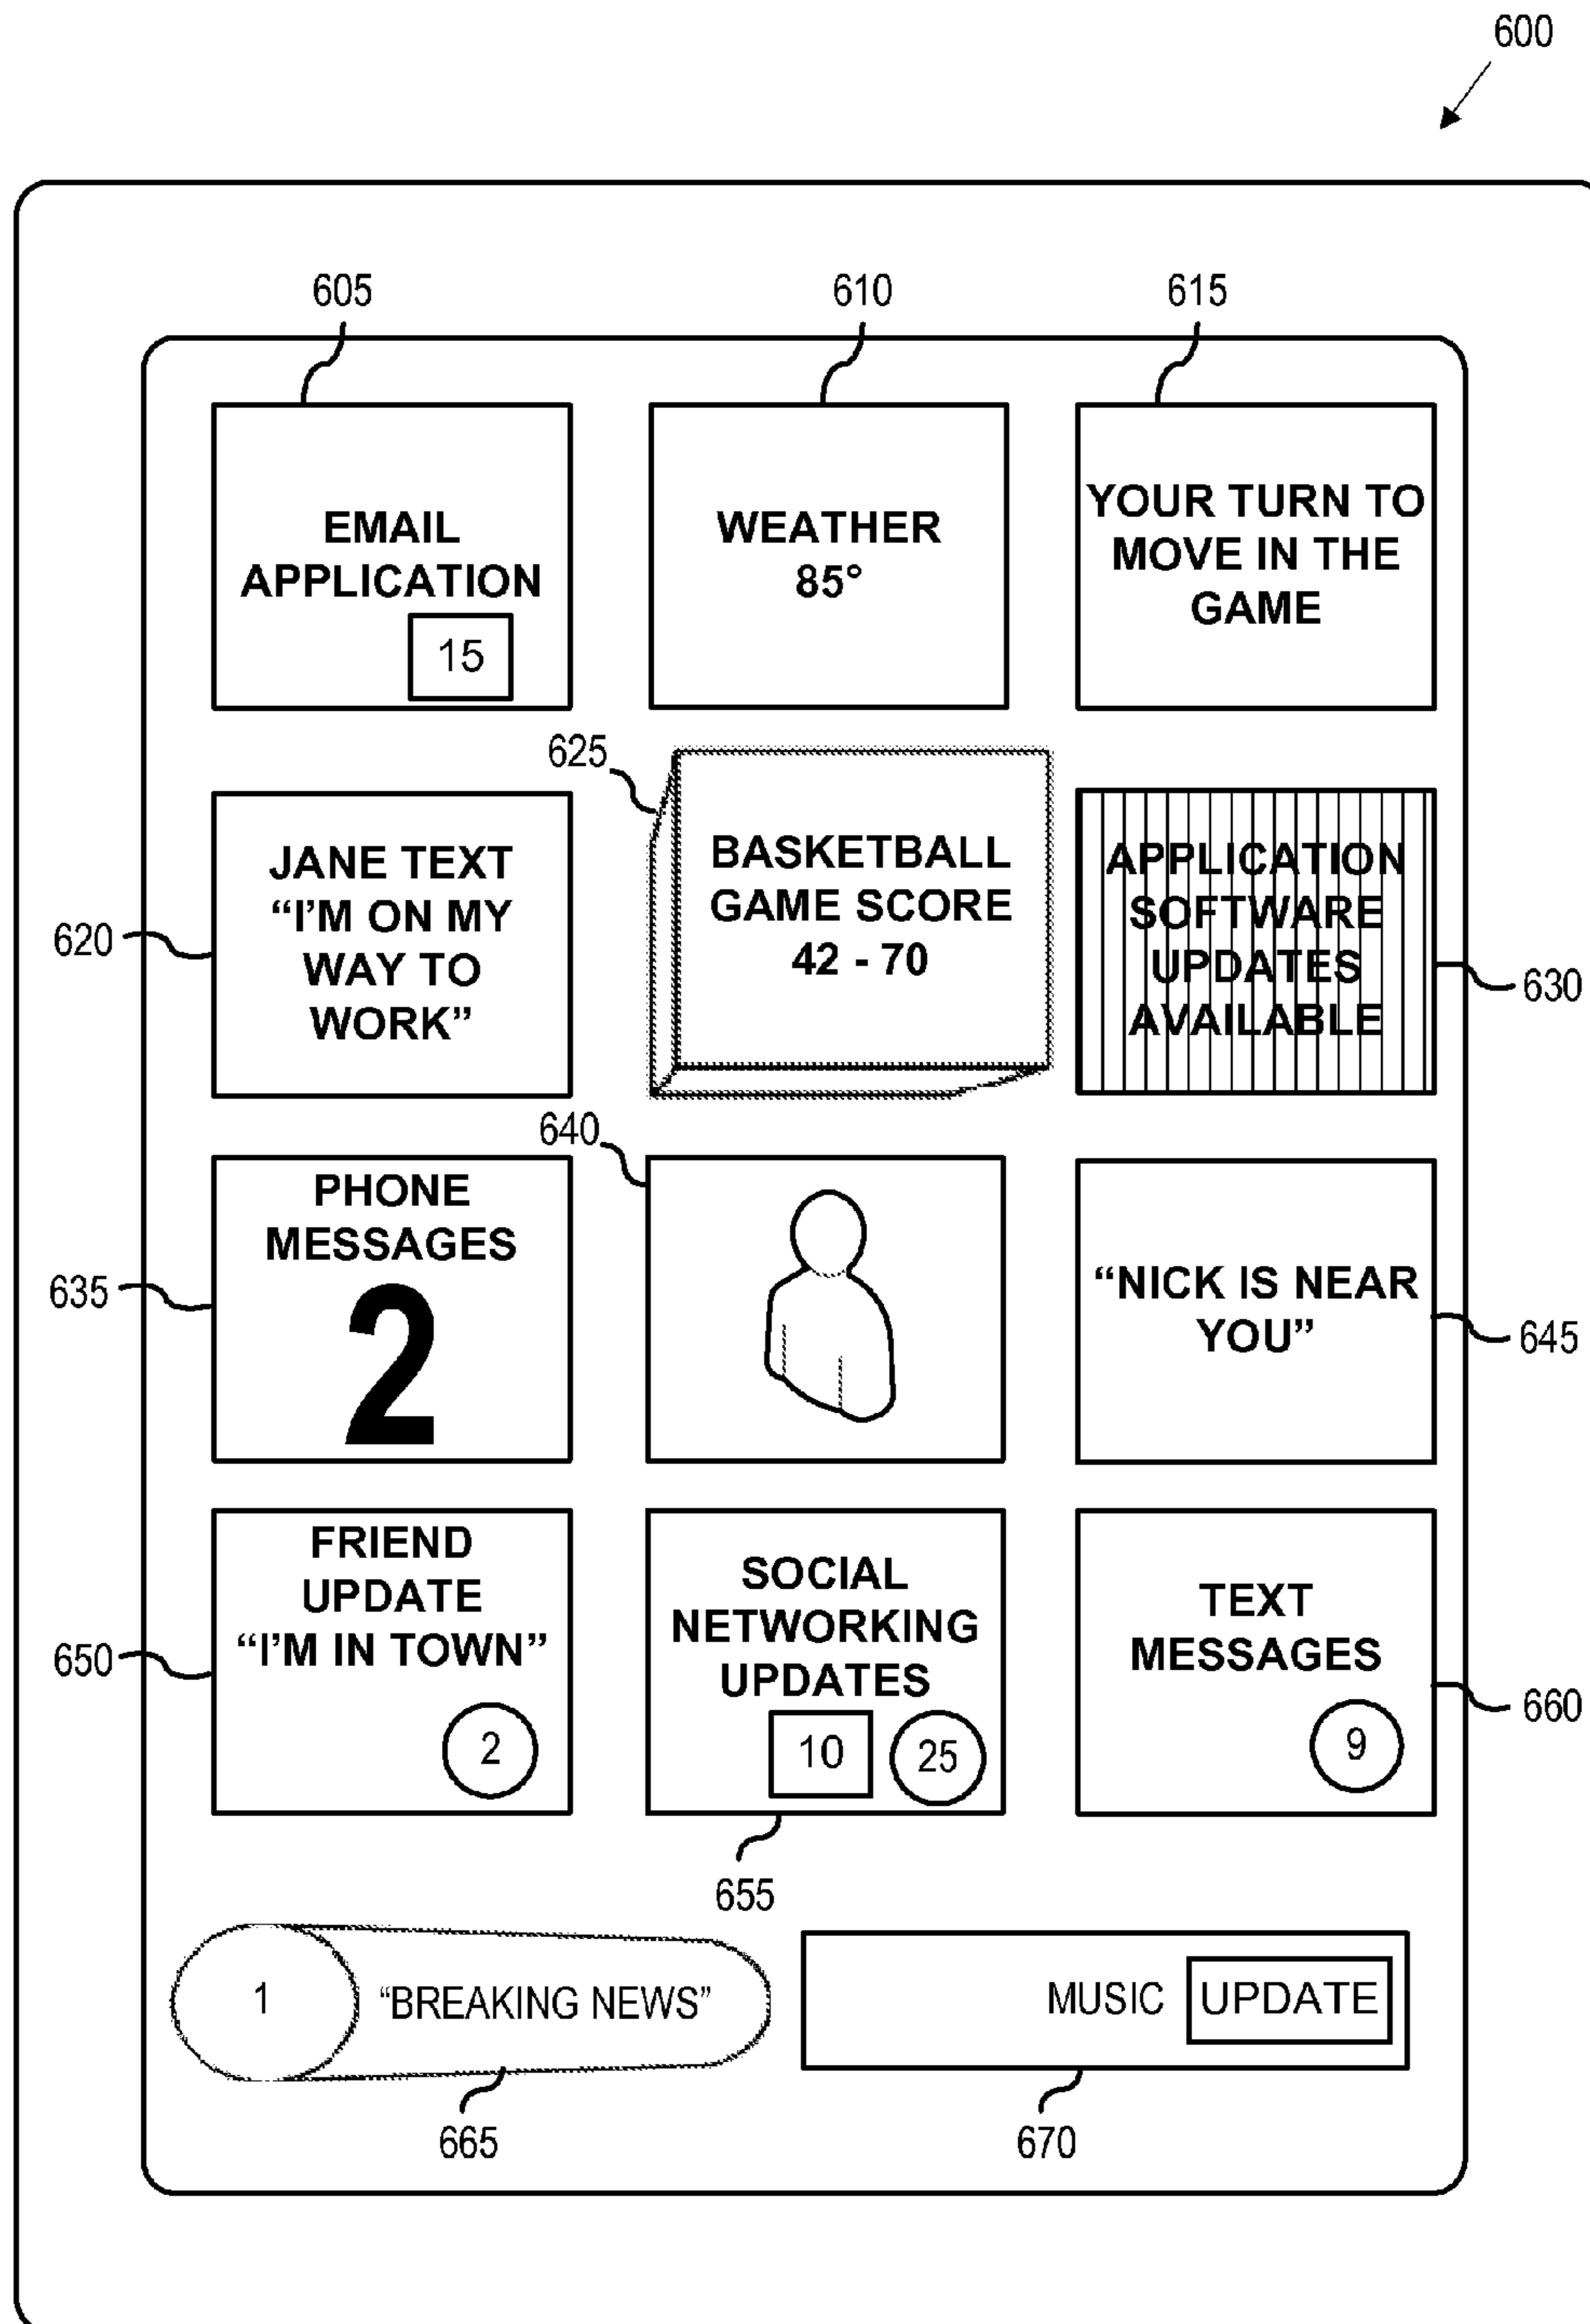 600
605
610
615
EMAIL
APPLICATION
15
WEATHER
85°
YOUR TURN TO
MOVE IN THE
GAME
620
JANE TEXT
“I’M ON MY
WAY TO
WORK”
625
BASKETBALL
GAME SCORE
42 - 70
APPLICATION
SOFTWARE
UPDATES
AVAILABLE
630
635
PHONE
MESSAGES
2
640
“NICK IS NEAR
YOU”
645
650
FRIEND
UPDATE
“I’M IN TOWN”
2
SOCIAL
NETWORKING
UPDATES
10
25
655
TEXT
MESSAGES
9
660
1
“BREAKING NEWS”
665
MUSIC
UPDATE
670